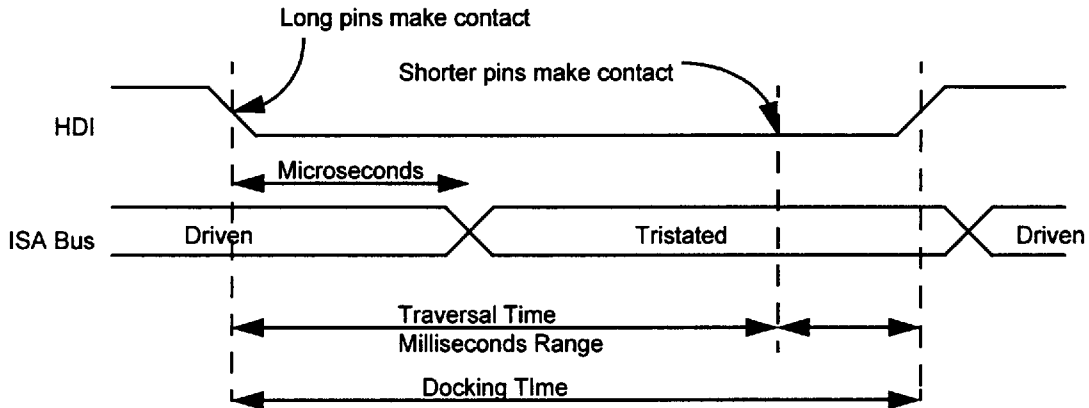 Long pins make contact
Shorter pins make contact
HDI
Microseconds
ISA Bus
Driven
Tristated
Driven
Traversal Time
Milliseconds Range
Docking TIme